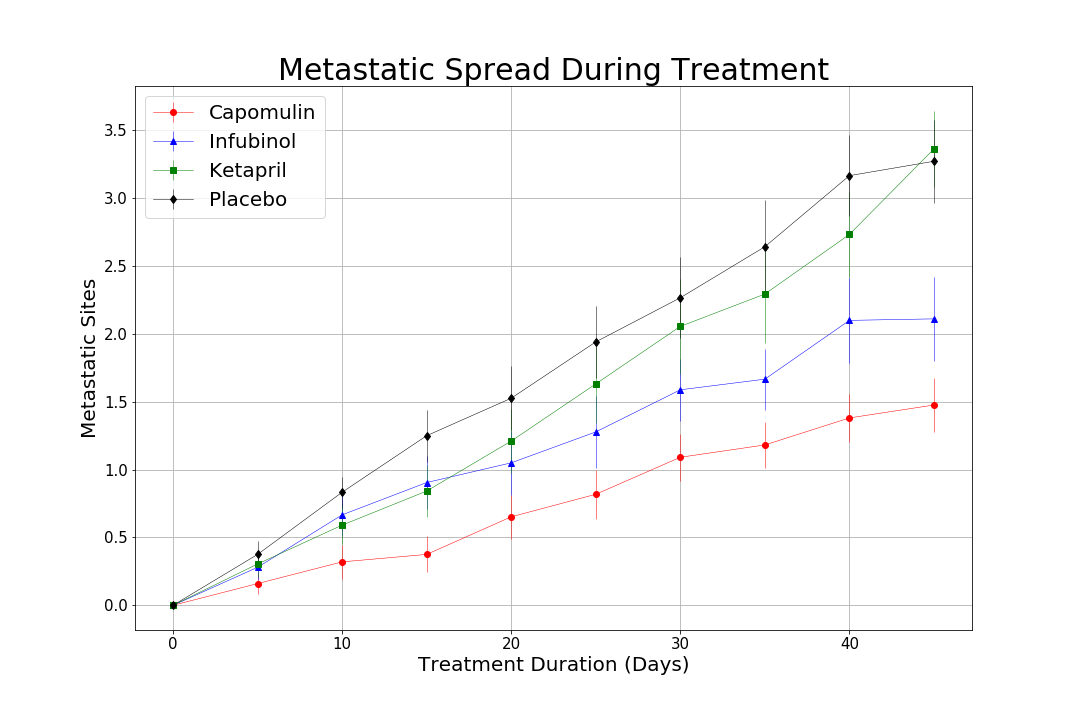 Metastatic Spread During Treatment
Capomulin
Infubinol
Ketapril
Placebo
Metastatic Sites
3.5
3.0
2.5
2.0
1.5
1.0
0.5
0.0
0 10 20 30 40
Treatment Duration (Days)